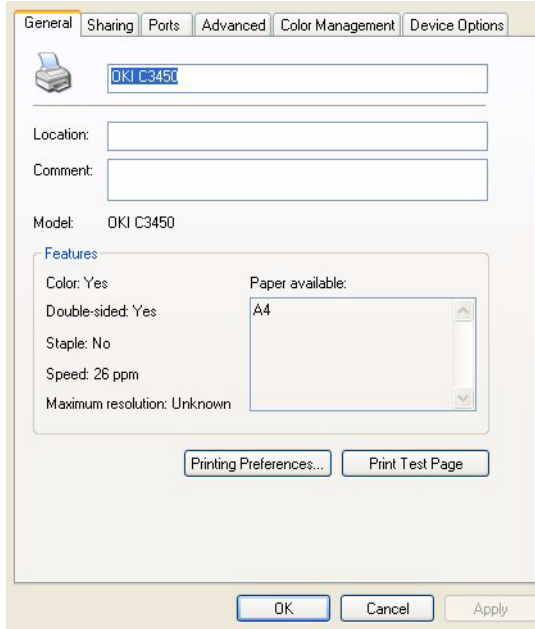 General Sharing Ports Advanced Color Management Device Options
OKI C3450
Location:
Comment:
Model: OKI C3450
Features
Color: Yes Paper available:
Double-sided: Yes A4
Staple: No
Speed: 26 ppm
Maximum resolution: Unknown
Printing Preferences... Print Test Page
OK Cancel Apply